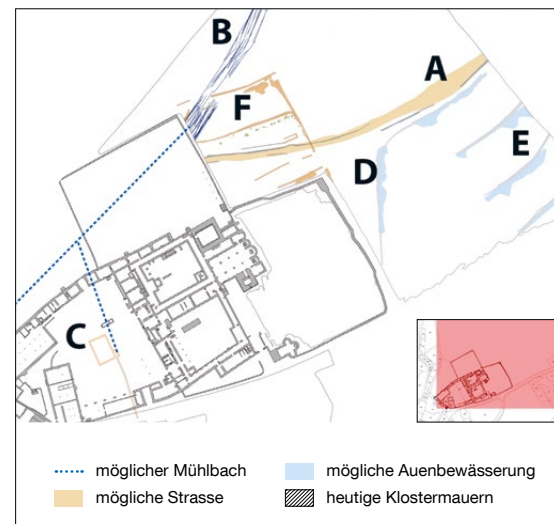 B
A
F
D
E
C
möglicher Mühlbach
mögliche Auenbewässerung
mögliche Strasse
heutige Klostermauern